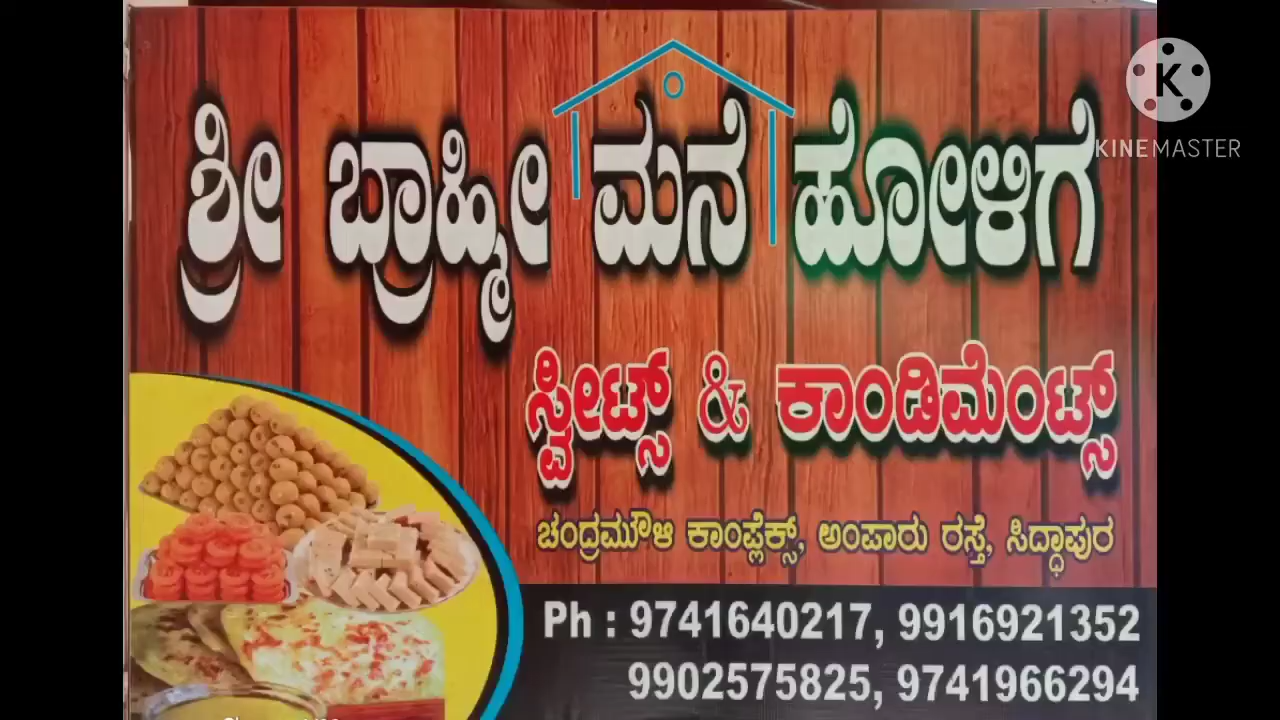 ಶ್ರೀ ಬ್ರಾಹ್ಮೀ ಮನೆ ಹೋಳಿಗೆ
ಸ್ವೀಟ್ಸ್ & ಕಾಂಡಿಮೆಂಟ್ಸ್
ಚಂದ್ರಮೌಳಿ ಕಾಂಪ್ಲೆಕ್ಸ್, ಅಂಪಾರು ರಸ್ತೆ, ಸಿದ್ಧಾಪುರ
Ph : 9741640217, 9916921352
9902575825, 9741966294
K
KINEMASTER